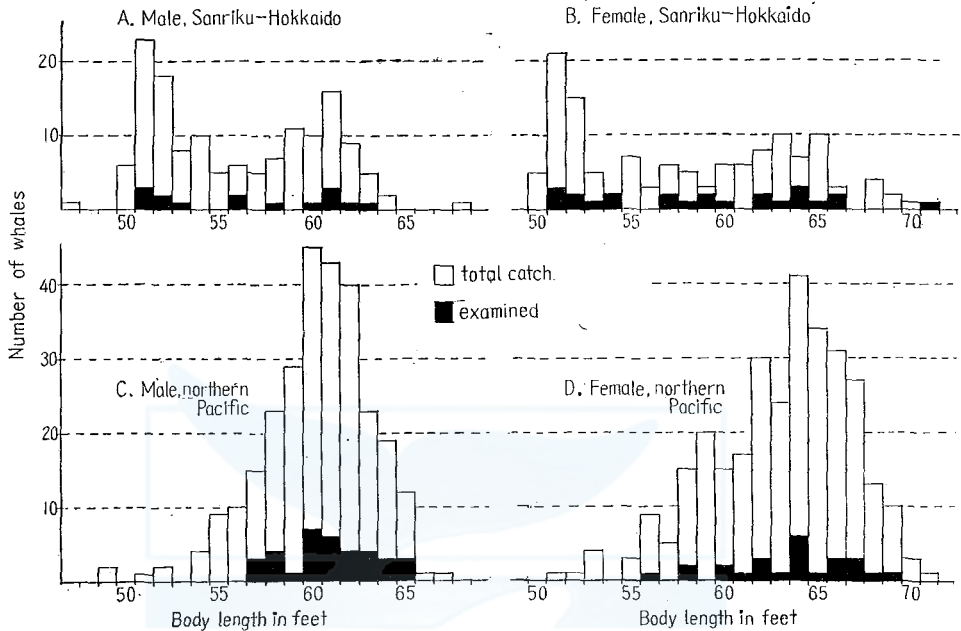 A. Male, Sanriku-Hokkaido
B. Female, Sanriku-Hokkaido
20
10
50 55 60 65
50 55 60 65 70
Number of whales
total catch.
examined
40
30
20
10
C. Male, northern
Pacific
D. Female, northern
Pacific
50 55 60 65
50 55 60 65 70
Body length in feet
Body length in feet